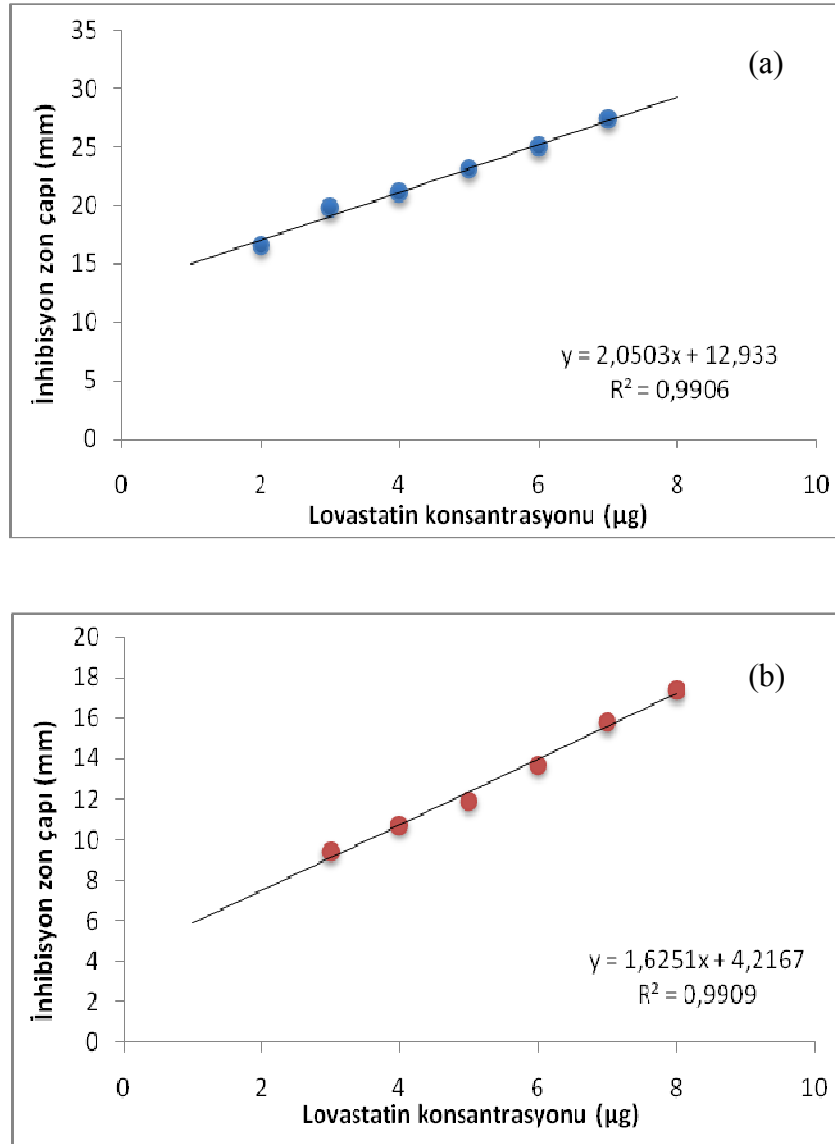 (a)
İnhibisyon zon çapı (mm)
35
30
25
20
15
10
5
0
y = 2,0503x + 12,933
R² = 0,9906
0 2 4 6 8 10
Lovastatin konsantrasyonu (µg)
(b)
İnhibisyon zon çapı (mm)
20
18
16
14
12
10
8
6
4
2
0
y = 1,6251x + 4,2167
R² = 0,9909
0 2 4 6 8 10
Lovastatin konsantrasyonu (µg)